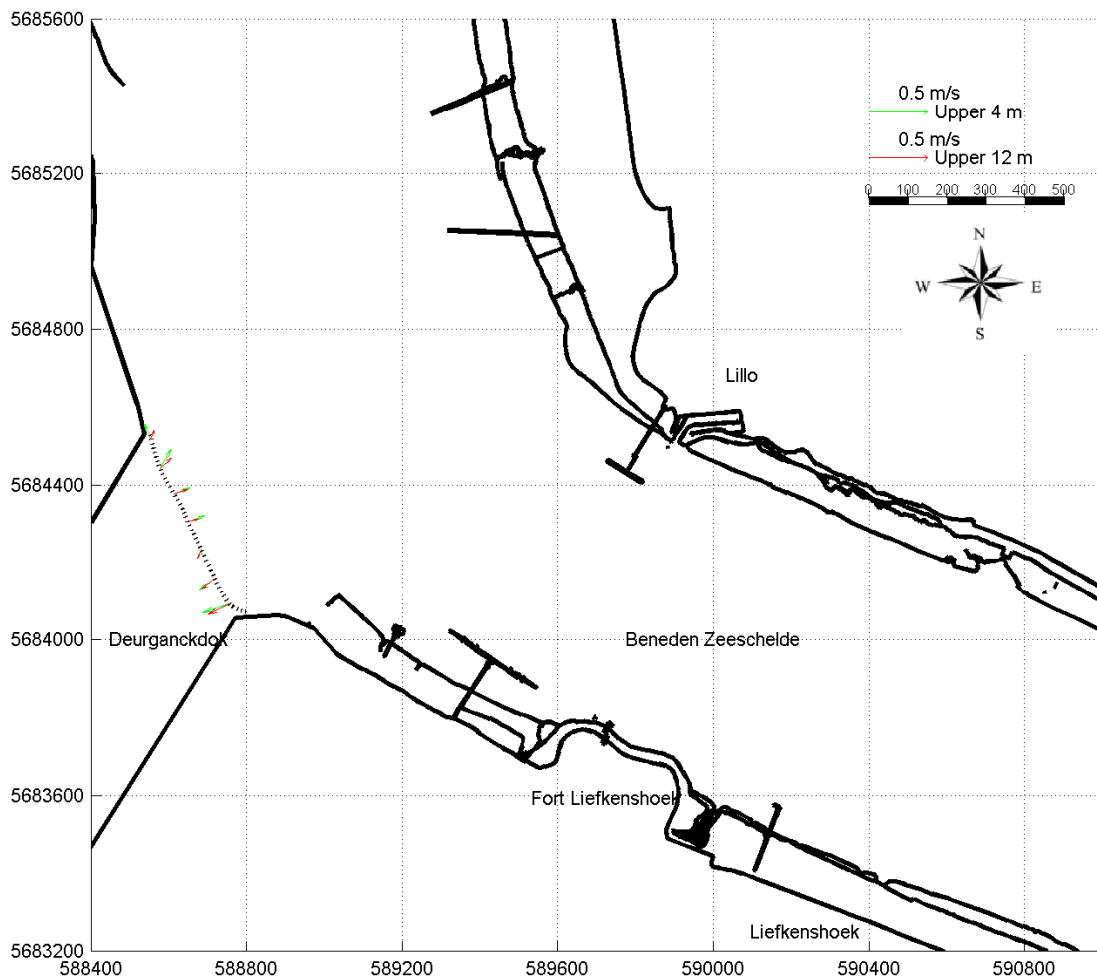 5685600
5685200
5684800
5684400
5684000
5683600
5683200
588400 588800 589200 589600 590000 590400 590800
0.5 m/s
Upper 4 m
0.5 m/s
Upper 12 m
0 100 200 300 400 500
N
W E
S
Lillo
Deurganckdok
Beneden Zeeschelde
Fort Liefkenshoek
Liefkenshoek